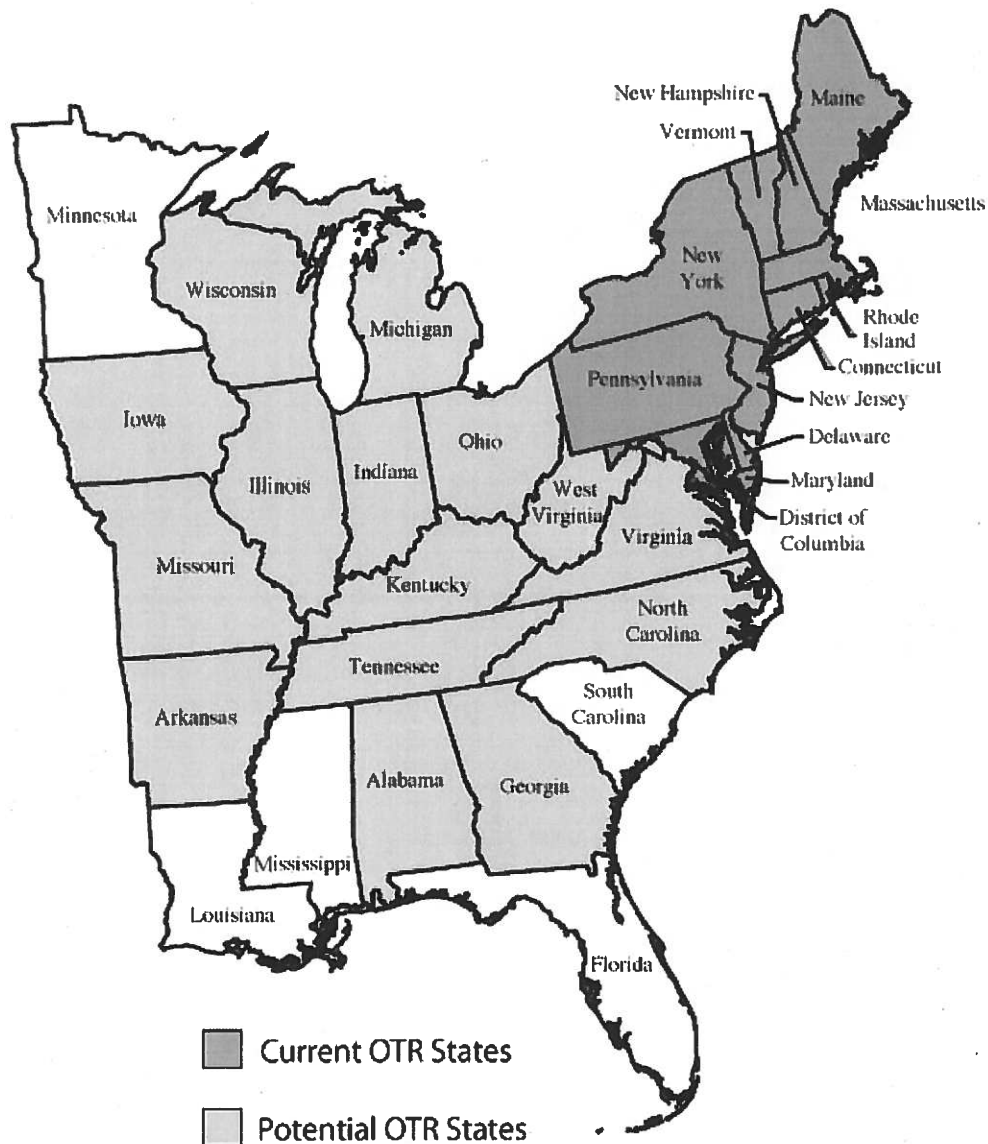 New Hampshire
Maine
Vermont
Massachusetts
Minnesota
New
York
Wisconsin
Michigan
Rhode
Island
Connecticut
Pennsylvania
New Jersey
Iowa
Ohio
Delaware
Illinois
Indiana
Maryland
West
Virginia
District of
Columbia
Virginia
Missouri
Kentucky
North
Carolina
Tennessee
South
Carolina
Arkansas
Alabama
Georgia
Mississippi
Louisiana
Florida
Current OTR States
Potential OTR States